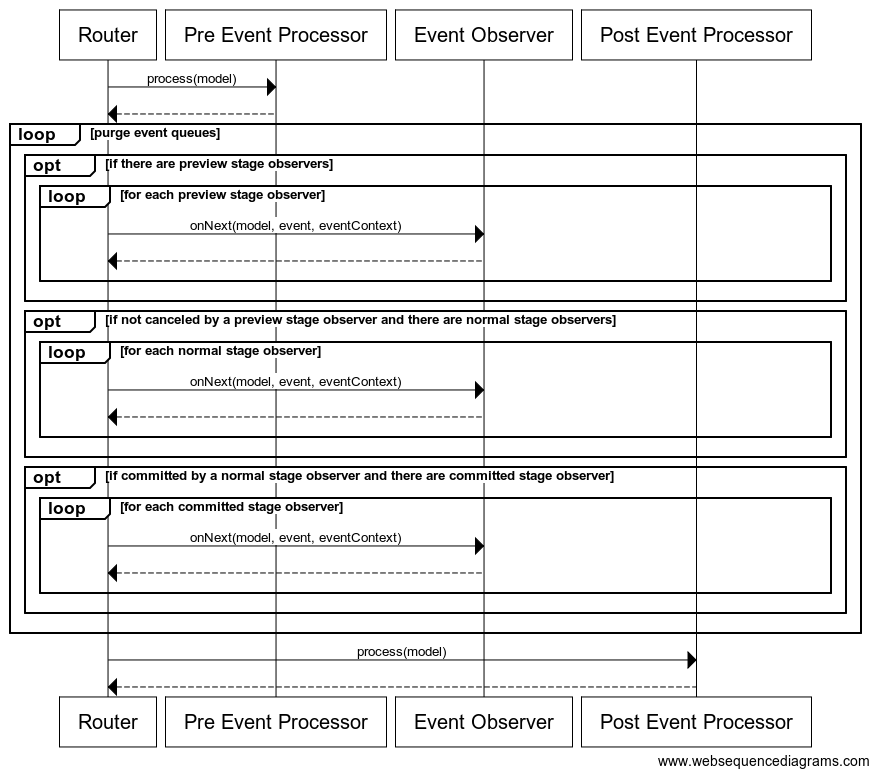 Router
Pre Event Processor
Event Observer
Post Event Processor
process(model)
loop
[purge event queues]
opt
[if there are preview stage observers]
loop
[for each preview stage observer]
onNext(model, event, eventContext)
opt
[if not canceled by a preview stage observer and there are normal stage observers]
loop
[for each normal stage observer]
onNext(model, event, eventContext)
opt
[if committed by a normal stage observer and there are committed stage observer]
loop
[for each committed stage observer]
onNext(model, event, eventContext)
process(model)
Router
Pre Event Processor
Event Observer
Post Event Processor
www.websequencediagrams.com